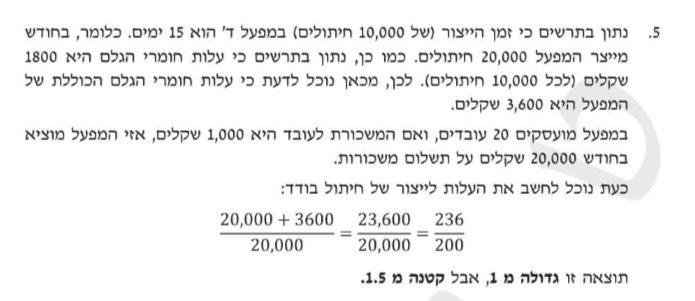 5. נתון בתרשים כי זמן הייצור (של 10,000 חיתולים) במפעל ד' הוא 15 ימים. כלומר, בחודש
מייצר המפעל 20,000 חיתולים. כמו כן, נתון בתרשים כי עלות חומרי הגלם היא 1800
שקלים (לכל 10,000 חיתולים). לכן, מכאן נוכל לדעת כי עלות חומרי הגלם הכוללת של
המפעל היא 3,600 שקלים.
במפעל מועסקים 20 עובדים, ואם המשכורת לעובד היא 1,000 שקלים, אזי המפעל מוציא
בחודש 20,000 שקלים על תשלום משכורות.
כעת נוכל לחשב את העלות לייצור של חיתול בודד:
20,000 + 3600 / 20,000 = 23,600 / 20,000 = 236 / 200
תוצאה זו גדולה מ 1, אבל קטנה מ 1.5.